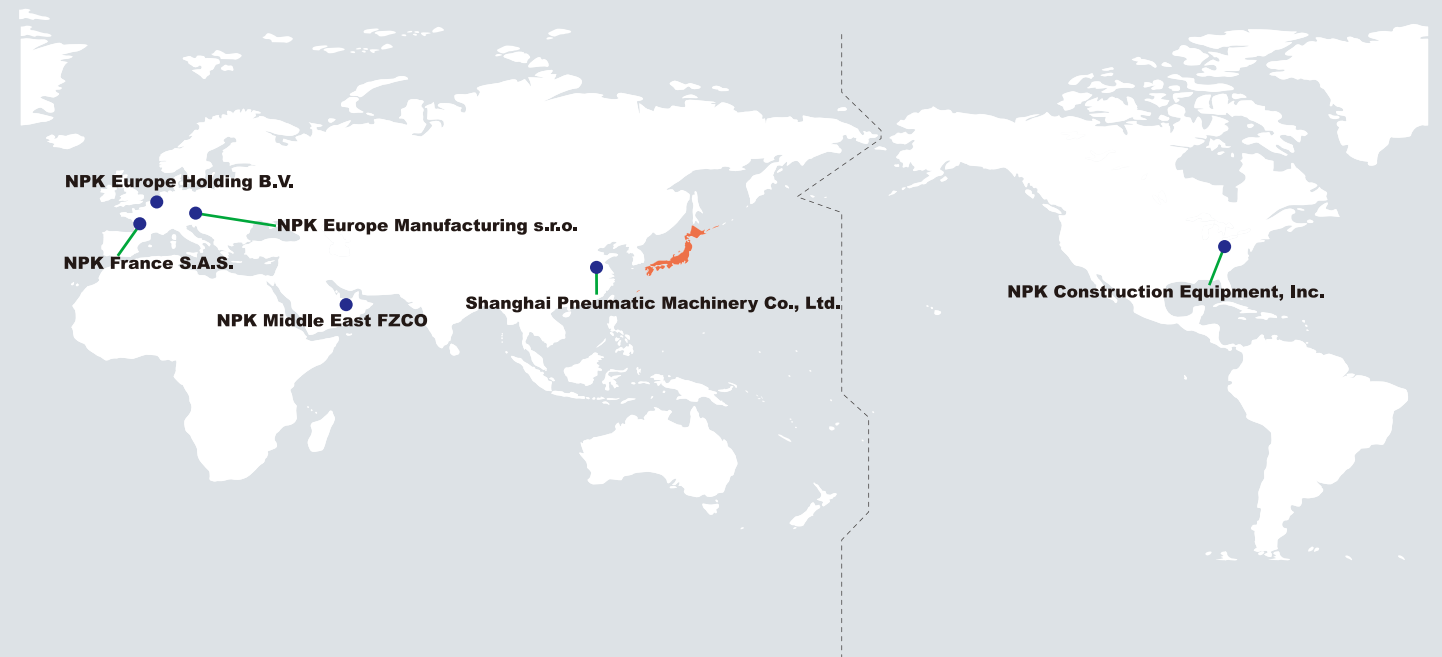 NPK Europe Holding B.V.
NPK Europe Manufacturing s.r.o.
NPK France S.A.S.
NPK Middle East FZCO
Shanghai Pneumatic Machinery Co., Ltd.
NPK Construction Equipment, Inc.